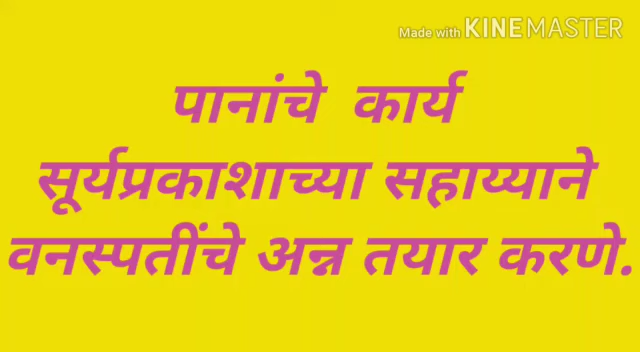 Made with KINEMASTER
पानांचे कार्य
सूर्यप्रकाशाच्या सहाय्याने
वनस्पतींचे अन्न तयार करणे.